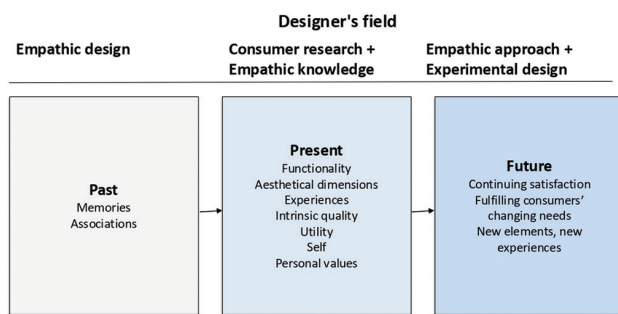 Designer's field
Empathic design
Consumer research +
Empathic knowledge
Empathic approach +
Experimental design
Past
Memories
Associations
Present
Functionality
Aesthetical dimensions
Experiences
Intrinsic quality
Utility
Self
Personal values
Future
Continuing satisfaction
Fulfilling consumers’
changing needs
New elements, new
experiences